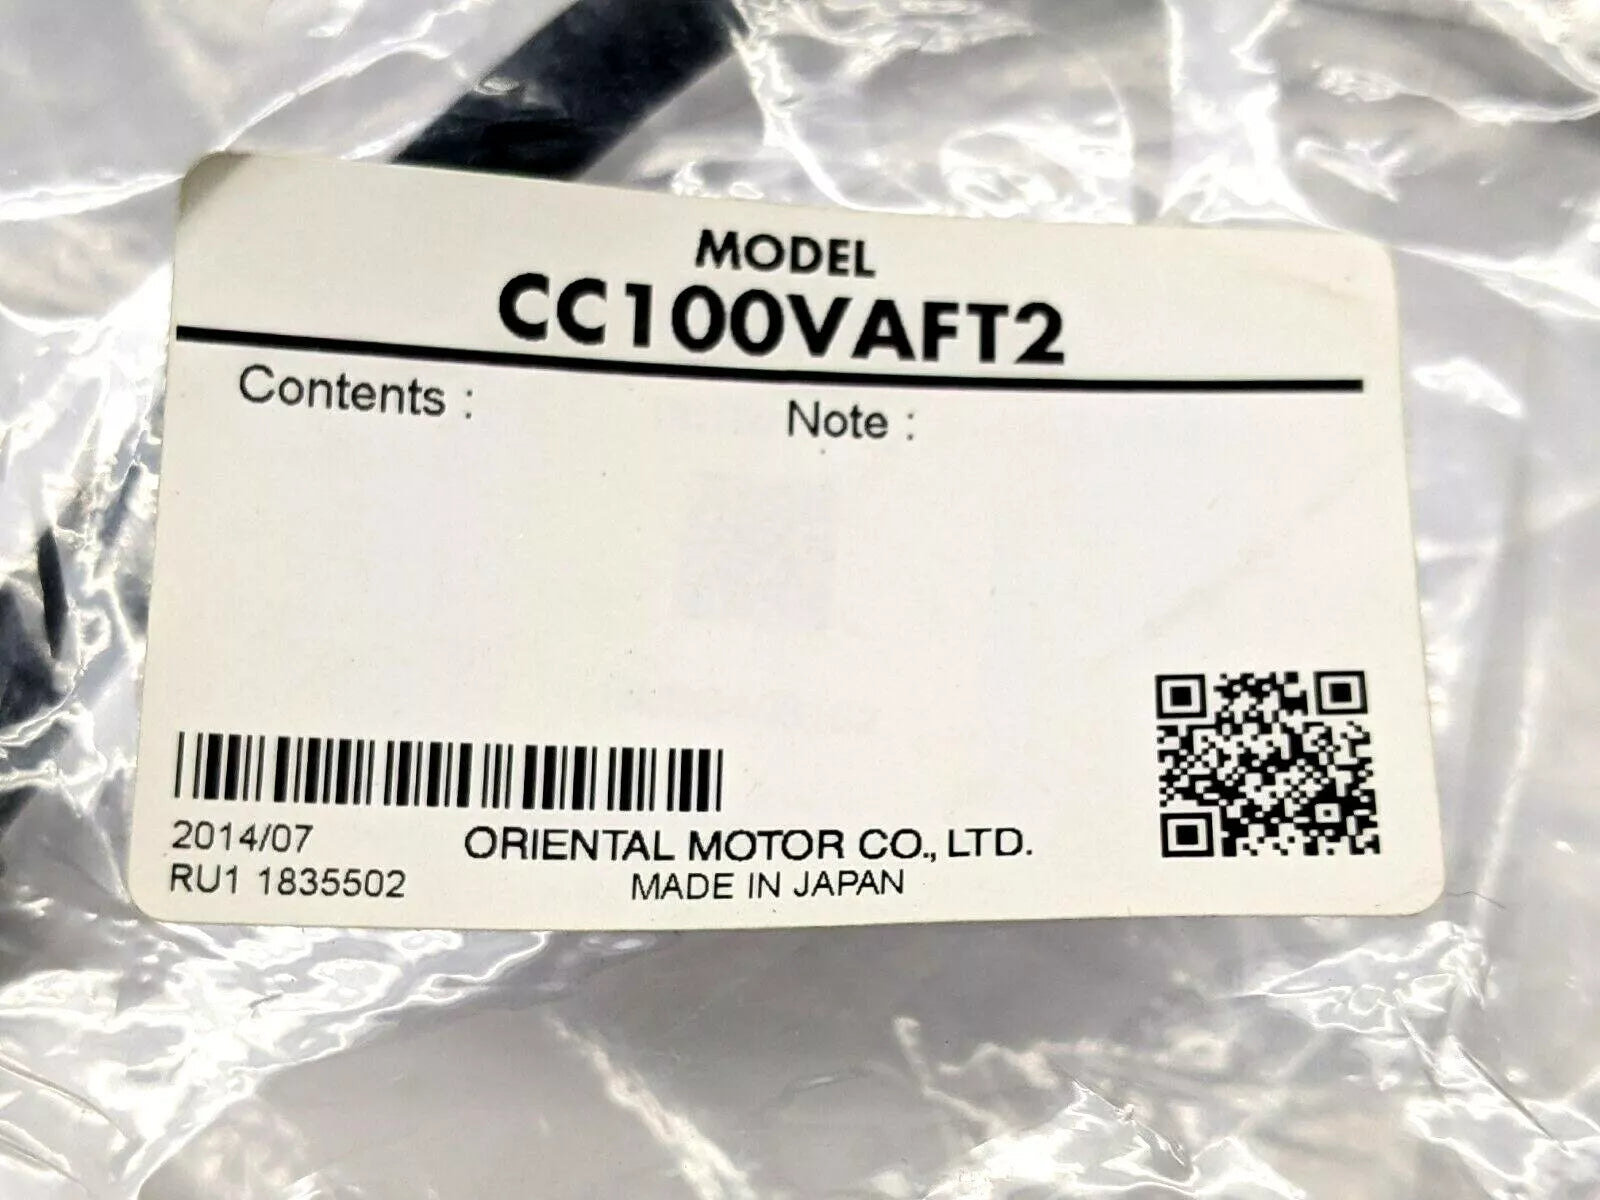 MODEL
CC100VAFT2
Contents :
Note :
2014/07
RU1 1835502
ORIENTAL MOTOR CO., LTD.
MADE IN JAPAN